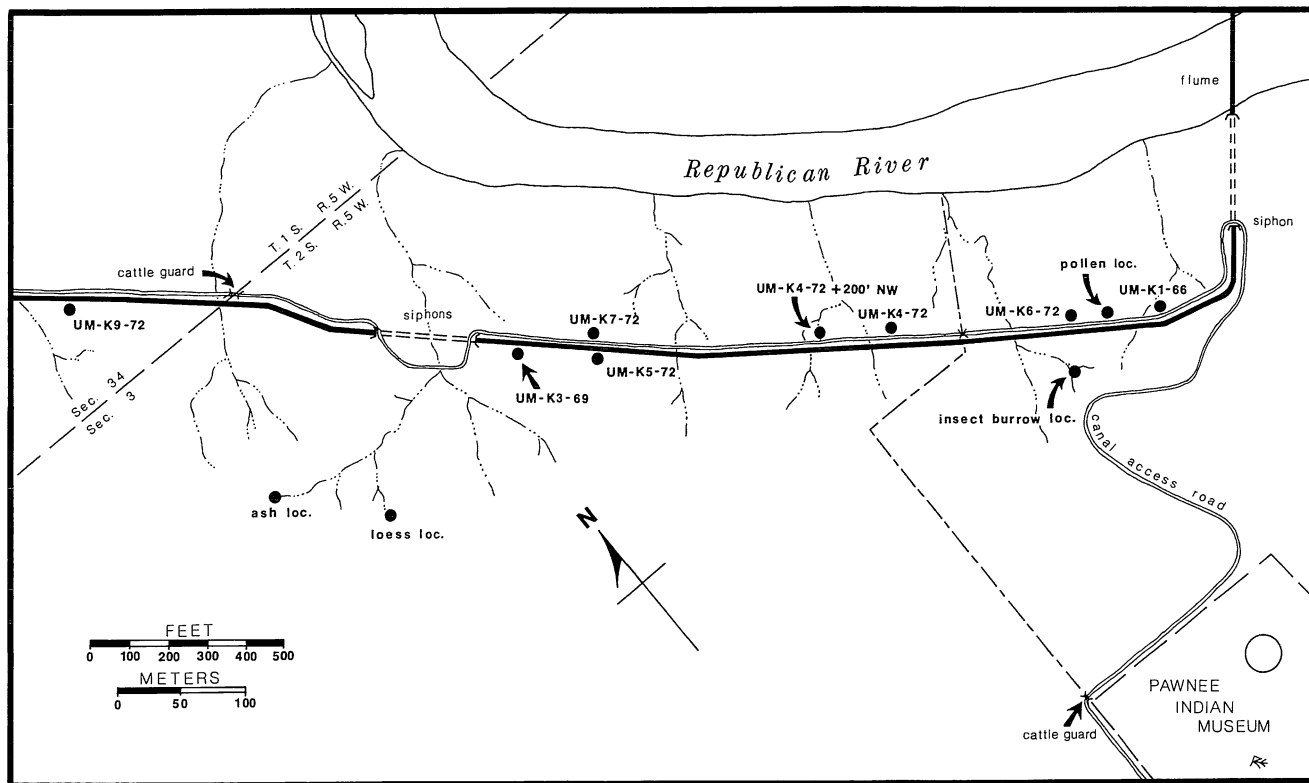 flume
Republican River
siphon
T. 1 S. R. 5 W.
T. 2 S. R. 5 W.
cattle guard
pollen loc.
UM-K1-66
UM-K4-72 +200' NW
UM-K4-72
UM-K6-72
UM-K9-72
siphons
UM-K7-72
UM-K5-72
UM-K3-69
Sec. 34
Sec. 3
insect burrow loc.
canal access road
ash loc.
loess loc.
N
FEET
0 100 200 300 400 500
METERS
0 50 100
PAWNEE
INDIAN
MUSEUM
cattle guard